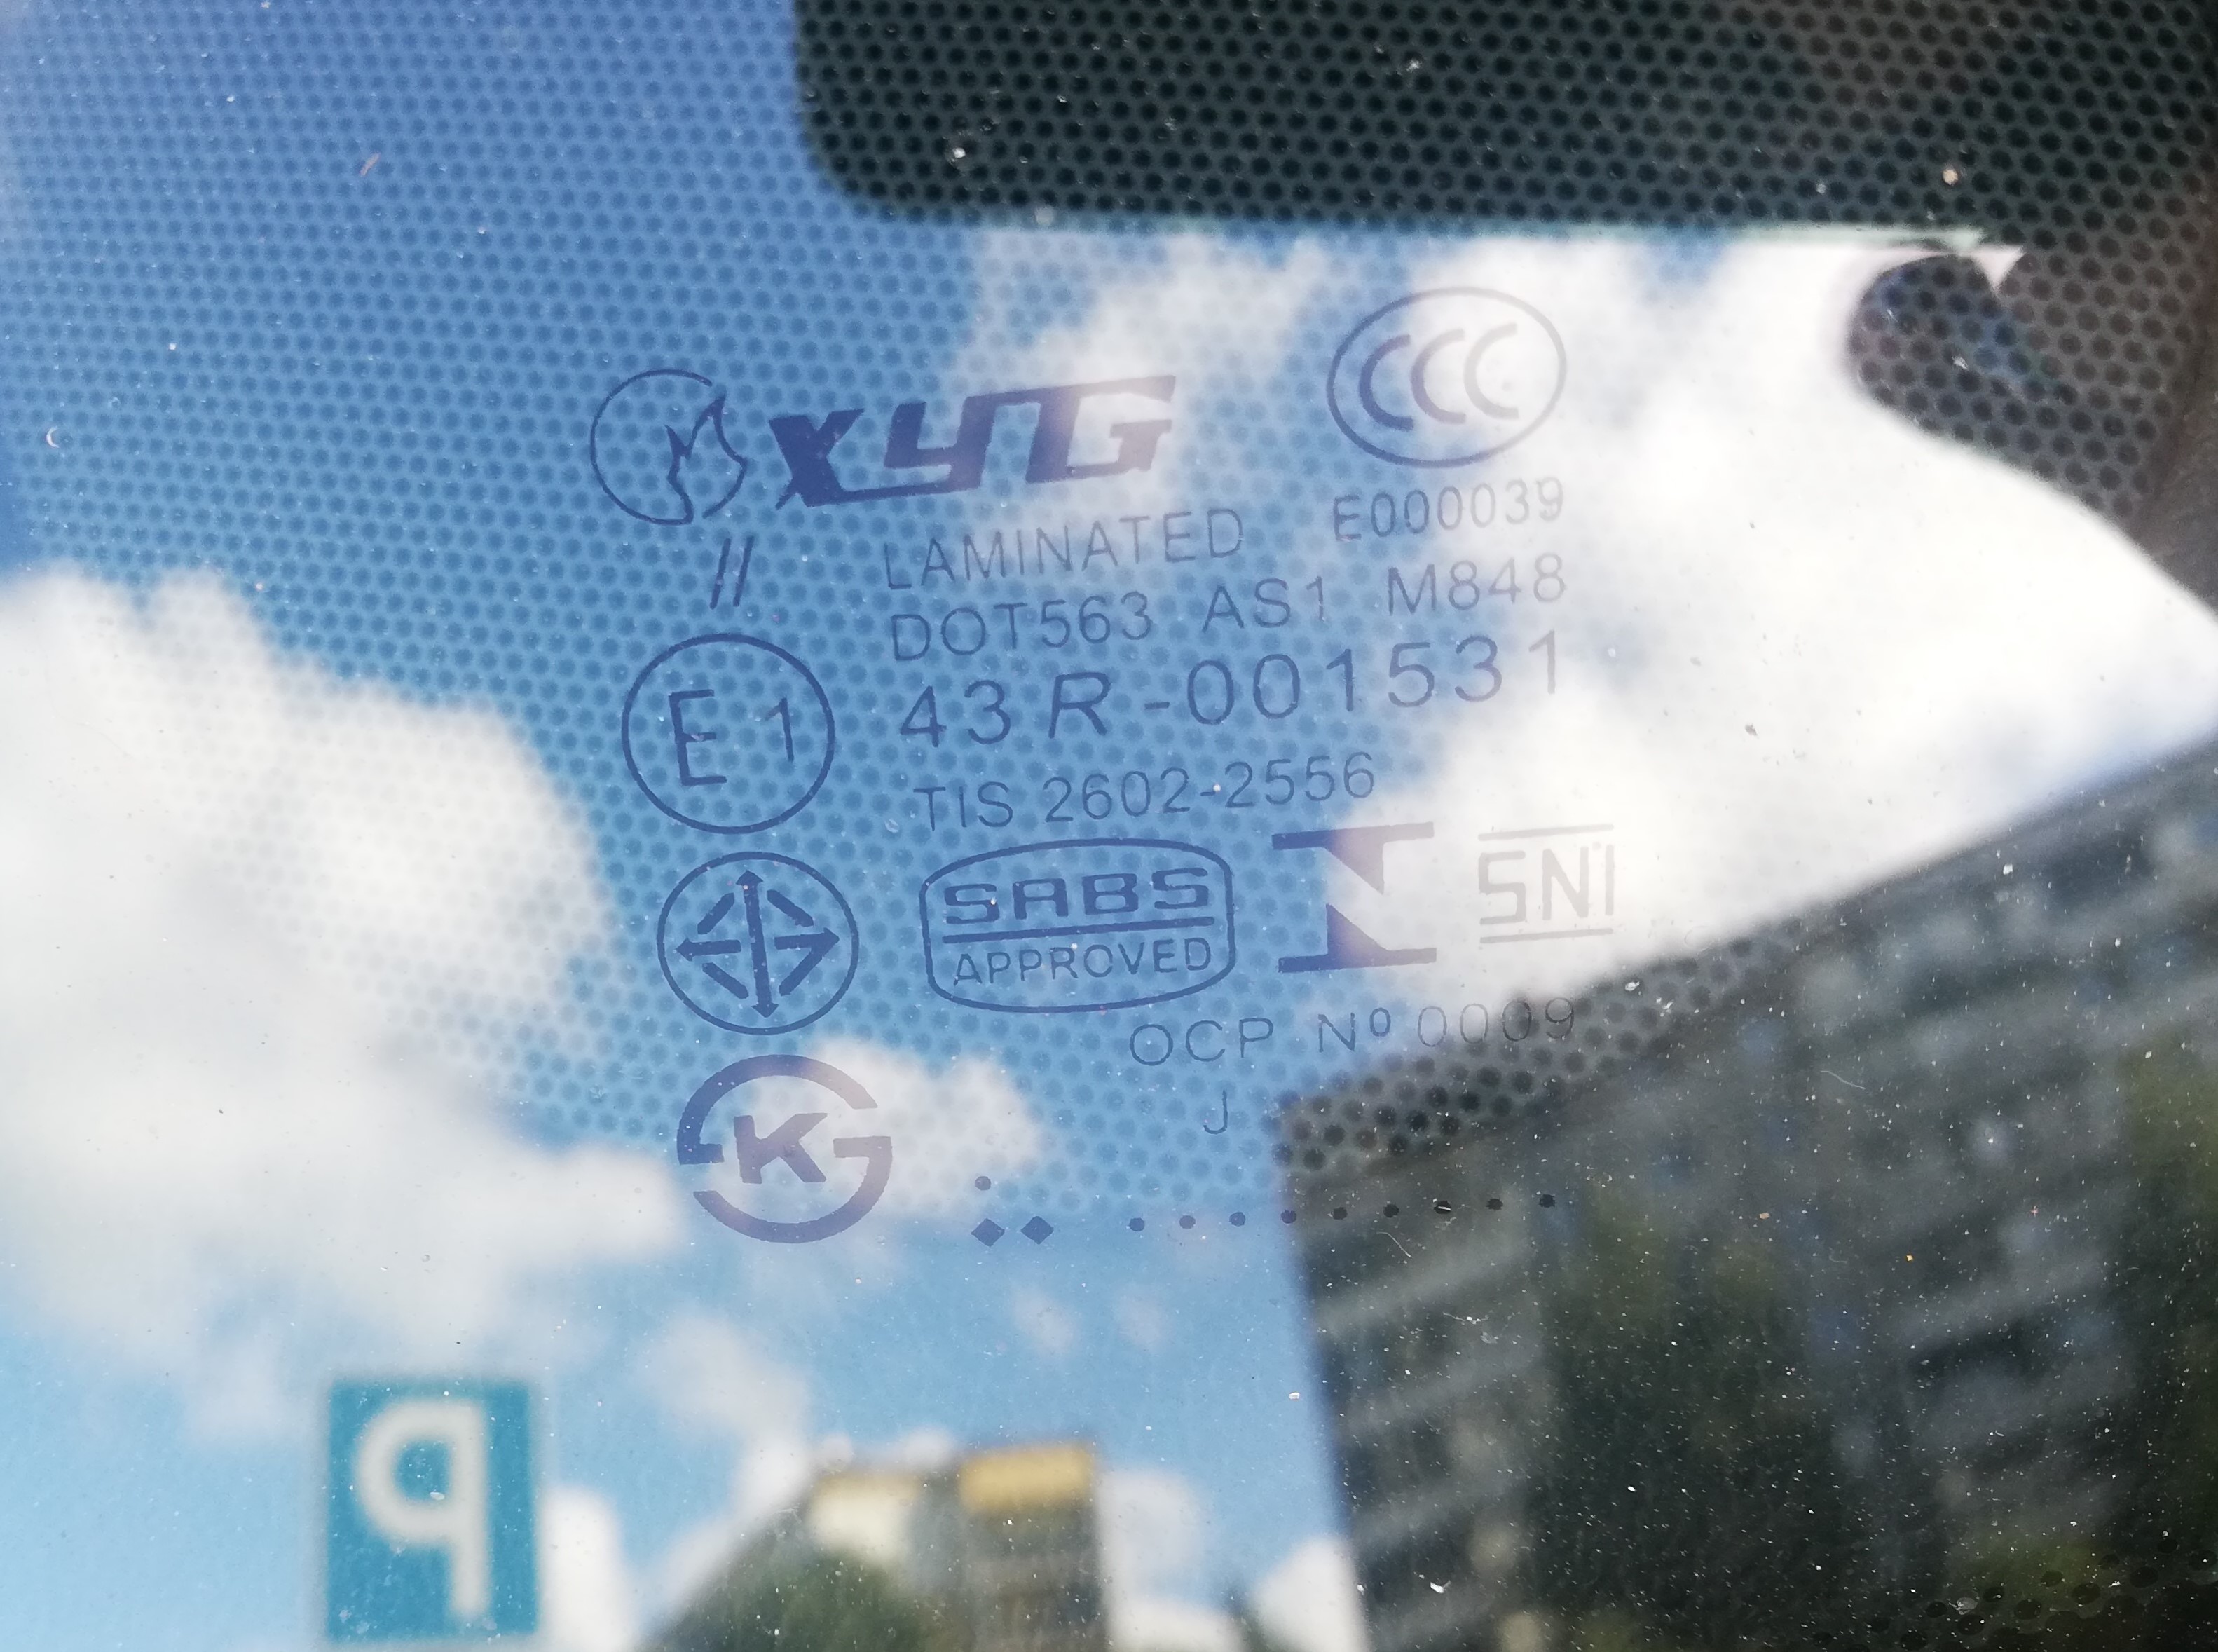 XYG
CCC
LAMINATED E000039
//
DOT563 AS1 M848
E1
43R-001531
TIS 2602-2556
SABS
APPROVED
SNI
OCP Nº 0009
J
K
P